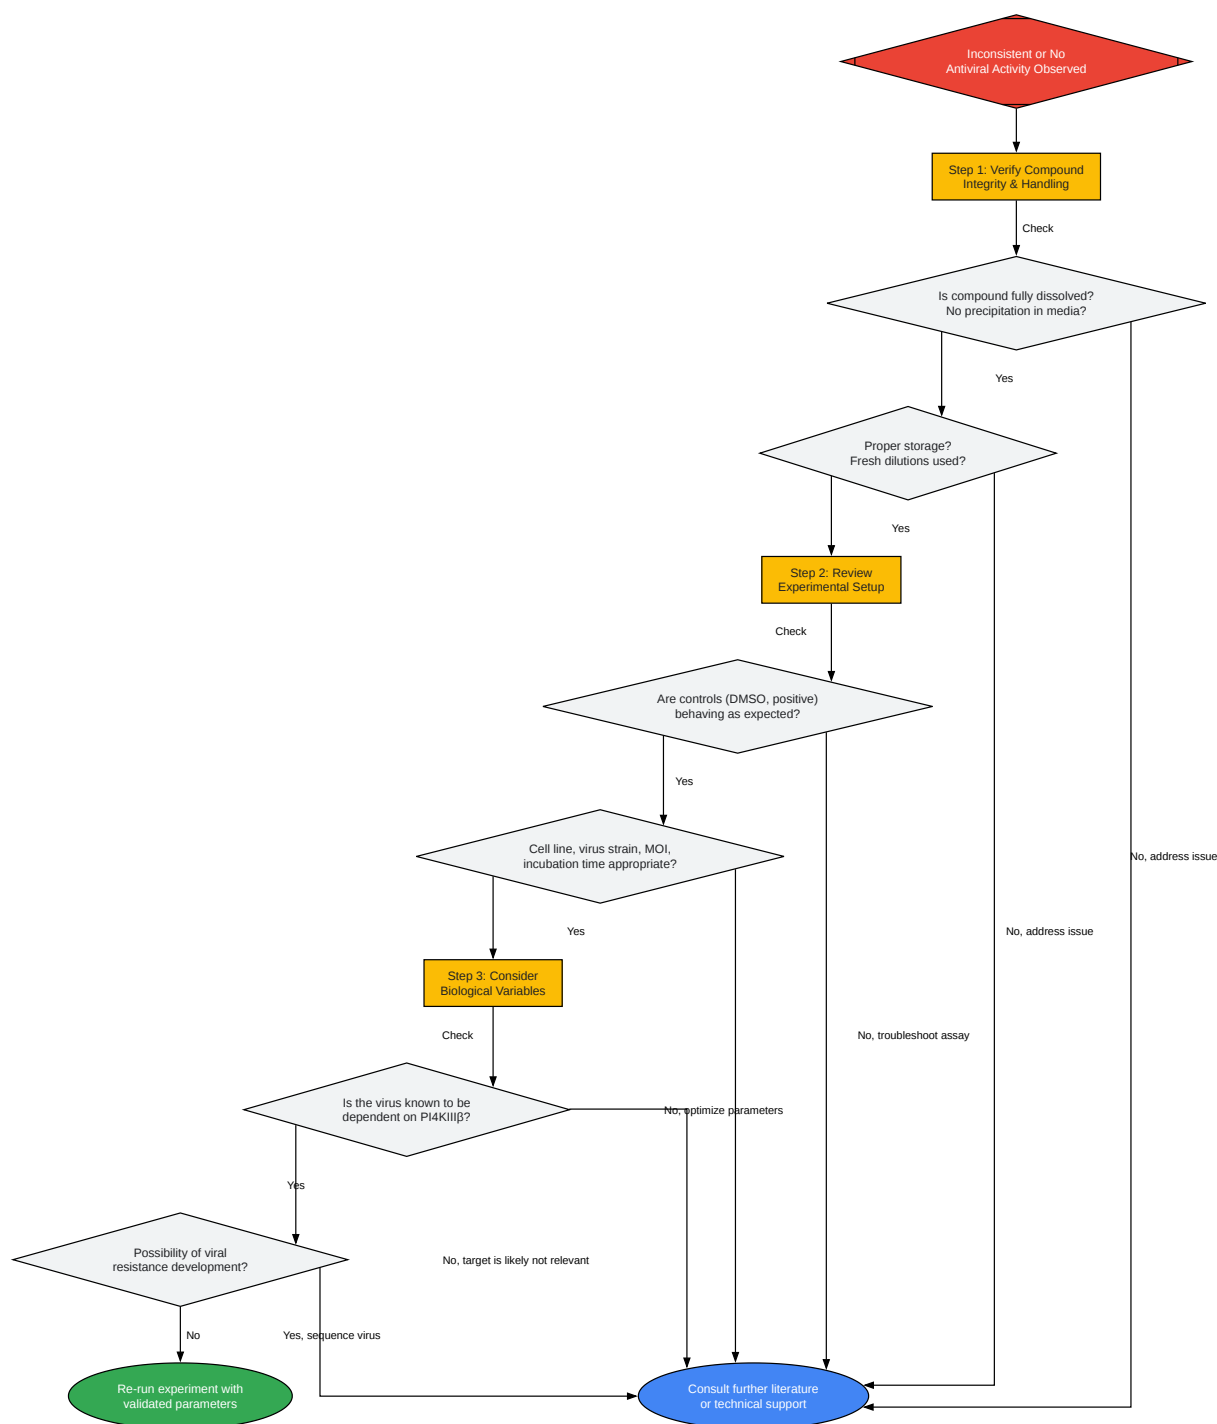 Inconsistent or No
Antiviral Activity Observed
Step 1: Verify Compound
Integrity & Handling
Check
Is compound fully dissolved?
No precipitation in media?
Yes
Proper storage?
Fresh dilutions used?
Yes
Step 2: Review
Experimental Setup
Check
Are controls (DMSO, positive)
behaving as expected?
Yes
Cell line, virus strain, MOI,
incubation time appropriate?
No, address issue
Yes
No, address issue
Step 3: Consider
Biological Variables
Check
No, troubleshoot assay
Is the virus known to be
dependent on PI4KIIIβ?
No, optimize parameters
Yes
Possibility of viral
resistance development?
No, target is likely not relevant
No
Yes, sequence virus
Re-run experiment with
validated parameters
Consult further literature
or technical support